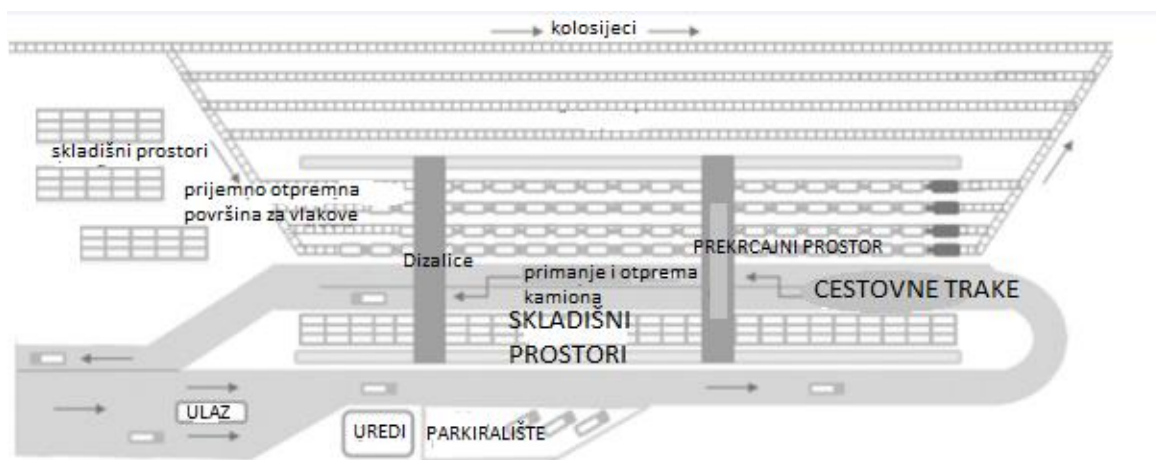 kolosijeci
skladišni prostori
prijemno otpremna
površina za vlakove
PREKRCAJNI PROSTOR
Dizalice
primanje i otprema
kamiona
CESTOVNE TRAKE
SKLADIŠNI
PROSTORI
ULAZ
UREDI
PARKIRALIŠTE